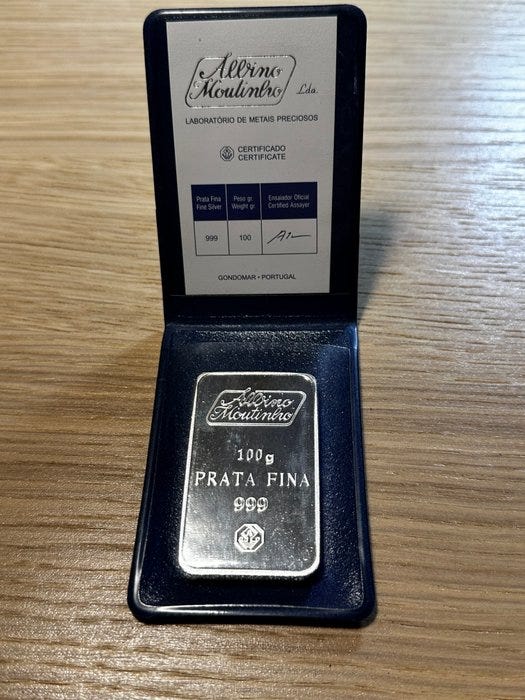 Albino
Moutinho Lda.
LABORATÓRIO DE METAIS PRECIOSOS
CERTIFICADO
CERTIFICATE
Prata Fina Peso gr. Ensaiador Oficial
Fine Silver Weight gr Certified Assayer
999 100
GONDOMAR • PORTUGAL
Albino
Moutinho
100g
PRATA FINA
999